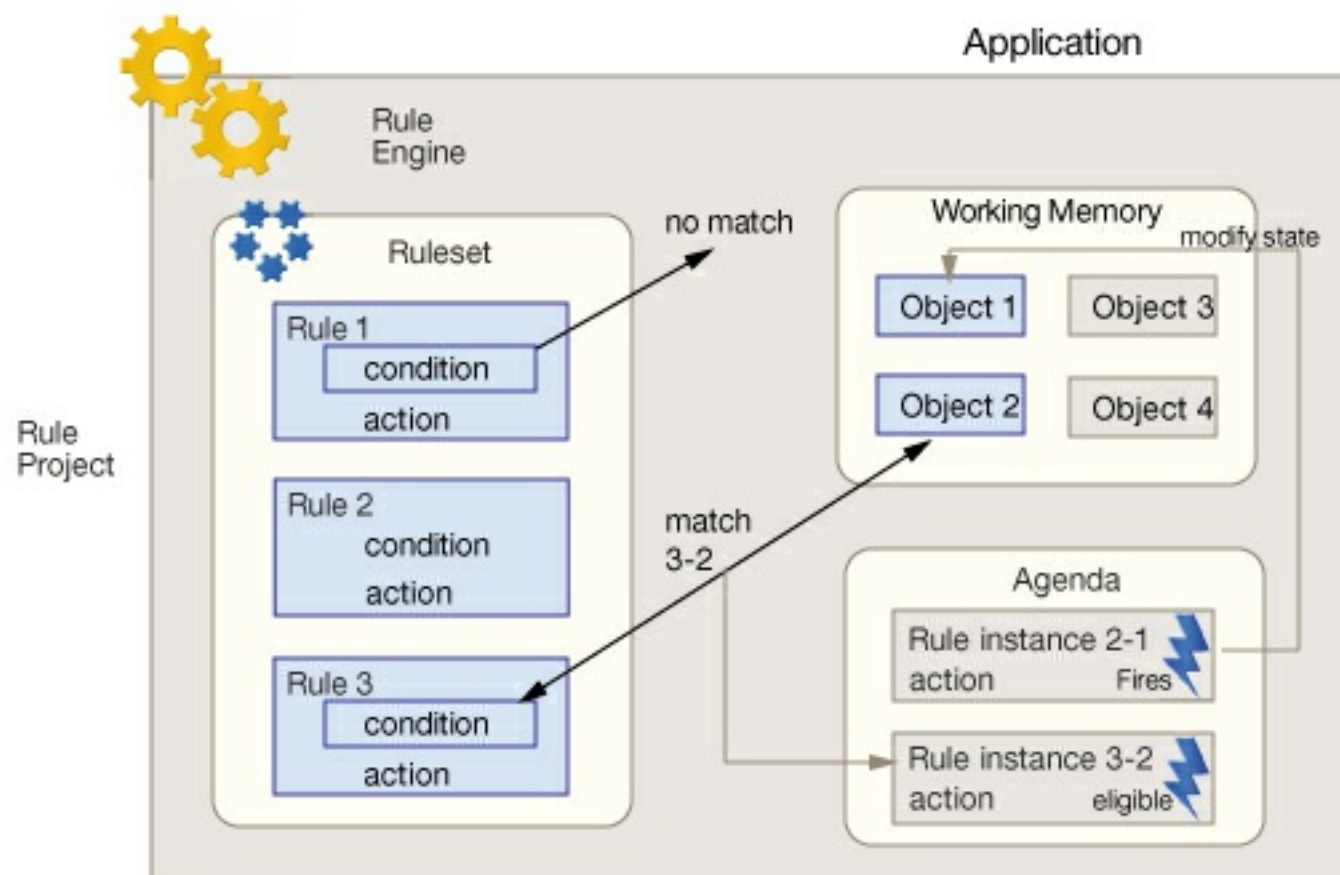 Application
Rule
Engine
Rule
Project
Ruleset
Rule 1
condition
action
Rule 2
condition
action
Rule 3
condition
action
no match
match
3-2
Working Memory
modify state
Object 1
Object 3
Object 2
Object 4
Agenda
Rule instance 2-1
action Fires
Rule instance 3-2
action eligible